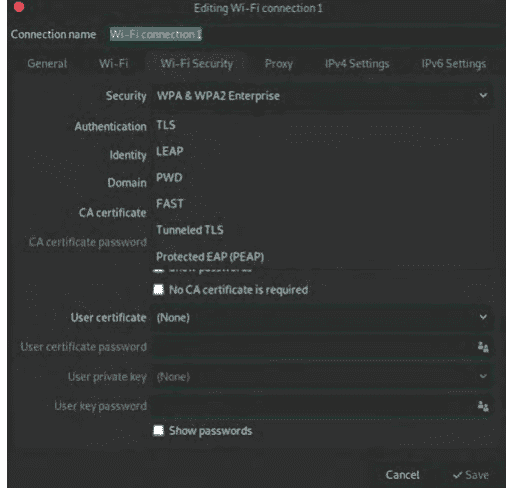 Editing Wi-Fi connection 1
Connection name Wi-Fi connection 1
General Wi-Fi Wi-Fi Security Proxy IPv4 Settings IPv6 Settings
Security WPA & WPA2 Enterprise
Authentication TLS
Identity LEAP
Domain PWD
CA certificate FAST
CA certificate password Tunneled TLS
Protected EAP (PEAP)
Show passwords
No CA certificate is required
User certificate (None)
User certificate password
User private key (None)
User key password
Show passwords
Cancel Save